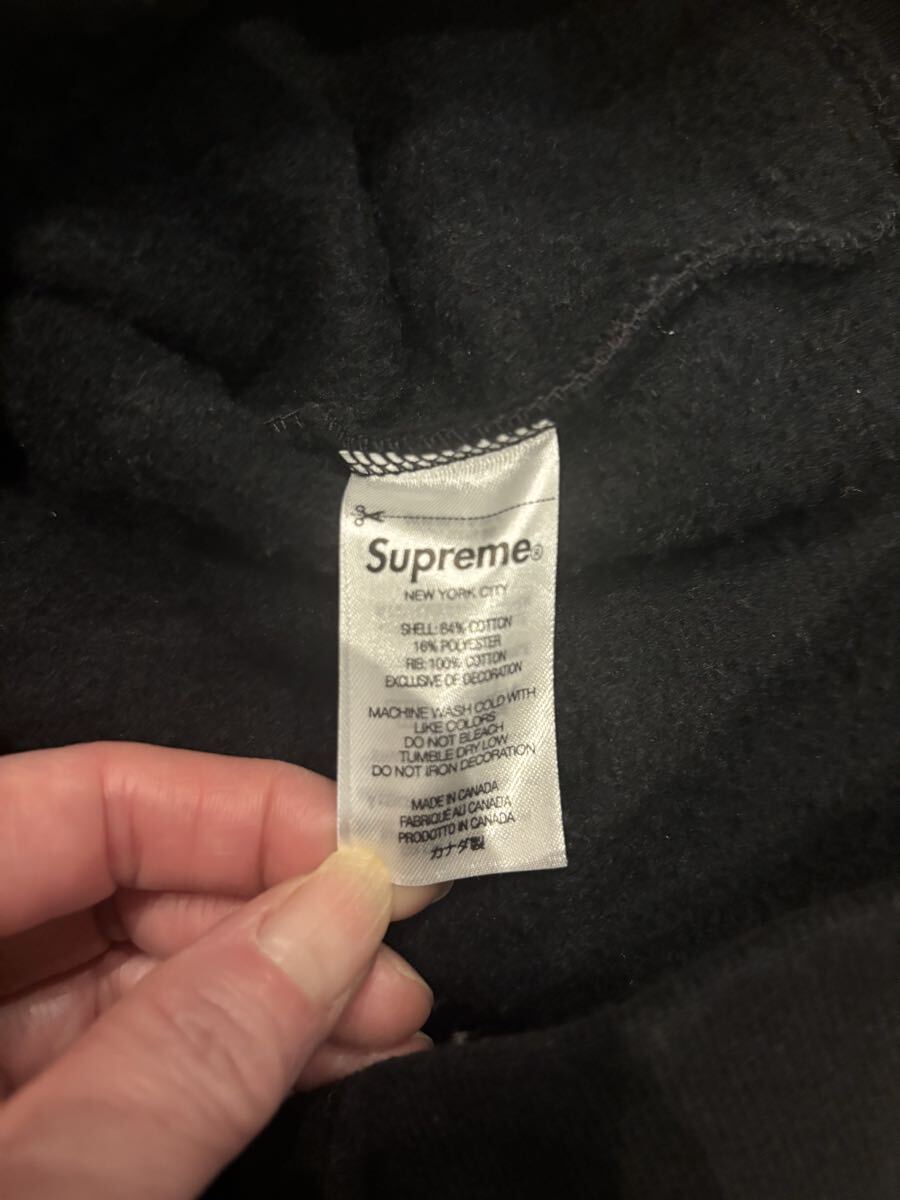 Supreme®
NEW YORK CITY
SHELL: 84% COTTON
16% POLYESTER
RIB: 100% COTTON
EXCLUSIVE OF DECORATION
MACHINE WASH COLD WITH
LIKE COLORS
DO NOT BLEACH
TUMBLE DRY LOW
DO NOT IRON DECORATION
MADE IN CANADA
FABRIQUÉ AU CANADA
PRODOTTO IN CANADA
カナダ製